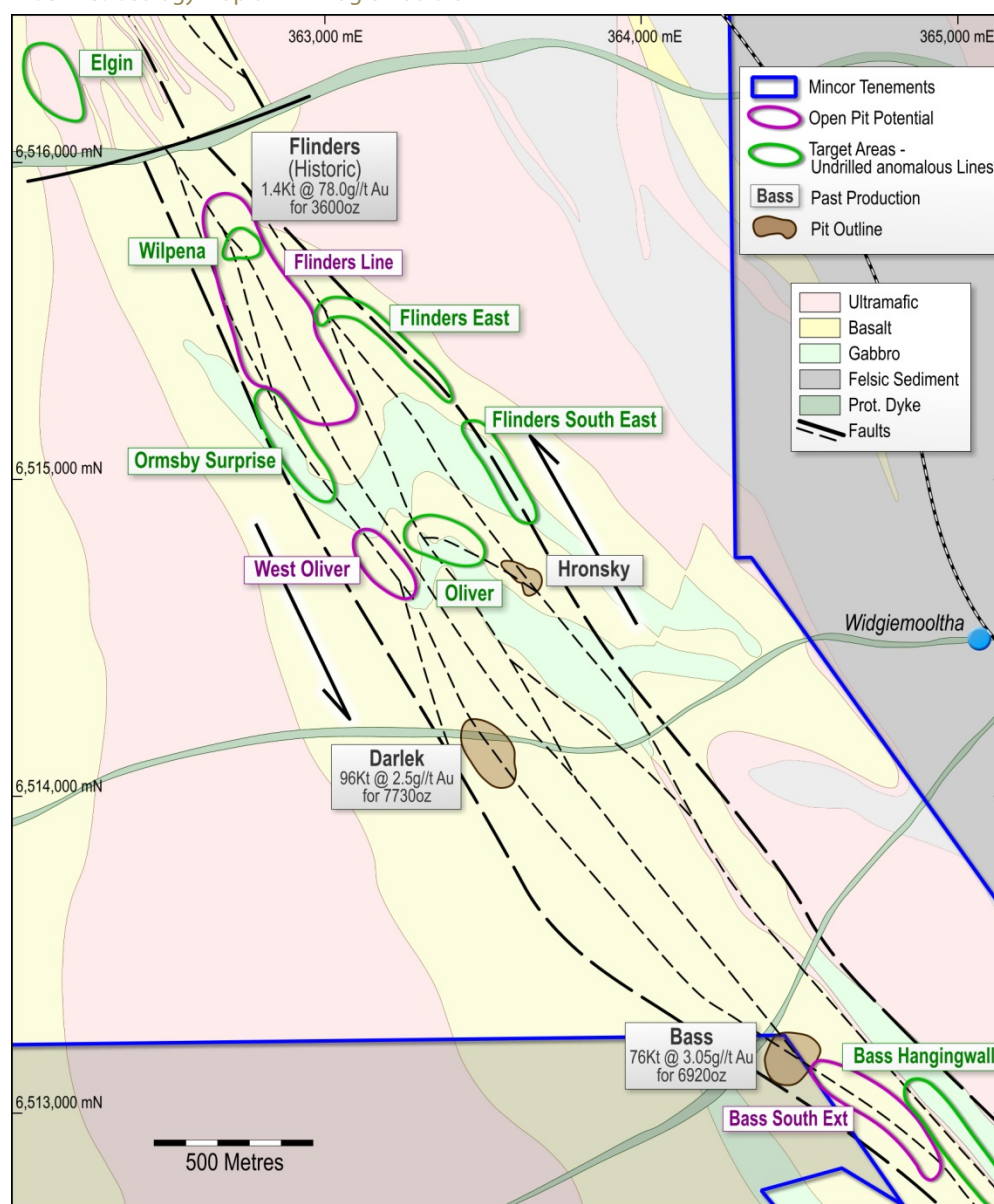 363,000 mE
364,000 mE
365,000 mE
Elgin
Mincor Tenements
Open Pit Potential
Target Areas -
Undrilled anomalous Lines
Bass
Past Production
Pit Outline
6,516,000 mN
Flinders
(Historic)
1.4Kt @ 78.0g//t Au
for 3600oz
Wilpena
Flinders Line
Flinders East
Ultramafic
Basalt
Gabbro
Felsic Sediment
Prot. Dyke
Faults
Flinders South East
Ormsby Surprise
6,515,000 mN
West Oliver
Oliver
Hronsky
Widgiemooltha
Darlek
96Kt @ 2.5g//t Au
for 7730oz
6,514,000 mN
Bass
76Kt @ 3.05g//t Au
for 6920oz
Bass Hangingwall
6,513,000 mN
Bass South Ext
500 Metres